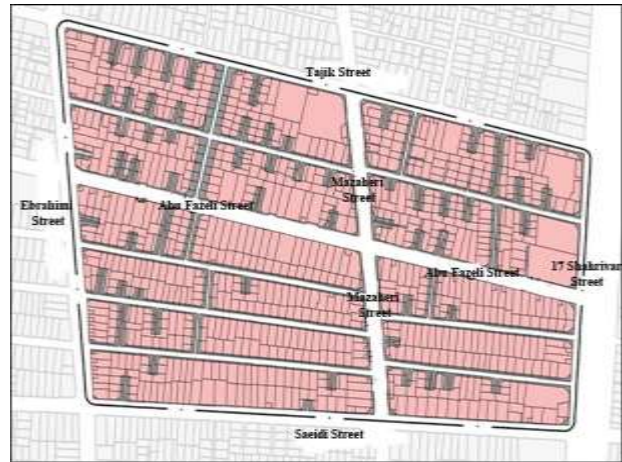 Tajik Street
Mazaheri
Street
Ebrahimi
Street
Abu Fazeli Street
17 Shahrivar
Street
Abu Fazeli Street
Mazaheri
Street
Saeidi Street